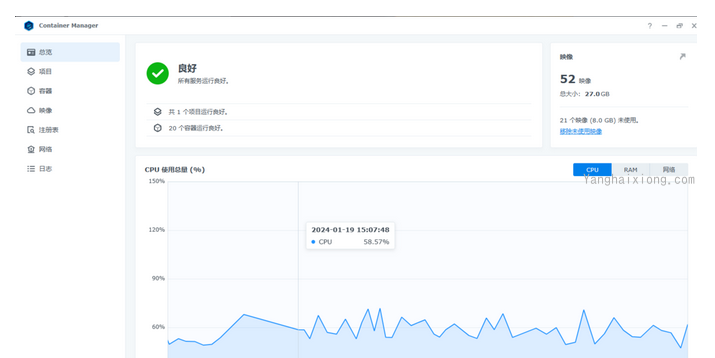 Container Manager
总览
项目
容器
映像
注册表
网络
日志
良好
所有服务运行良好。
共 1 个项目运行良好。
20 个容器运行良好。
映像
52 映像
总大小: 27.0 GB
21 个映像 (8.0 GB) 未使用。
移除未使用映像
CPU 使用总量 (%)
CPU
RAM
网络
Yanghaixiong.com
150%
120%
90%
60%
2024-01-19 15:07:48
CPU 58.57%